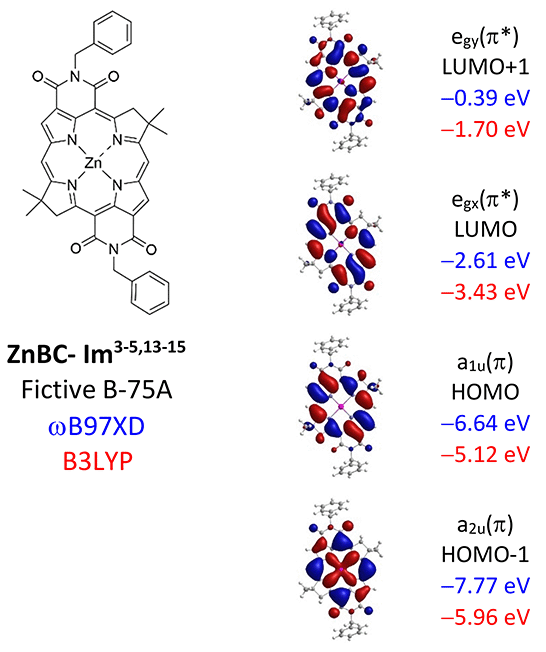 N
O
O
N
N
Zn
N
N
O
O
N
ZnBC- Im3-5,13-15
Fictive B-75A
ωB97XD
B3LYP
egy(π*)
LUMO+1
–0.39 eV
–1.70 eV
egx(π*)
LUMO
–2.61 eV
–3.43 eV
a1u(π)
HOMO
–6.64 eV
–5.12 eV
a2u(π)
HOMO-1
–7.77 eV
–5.96 eV